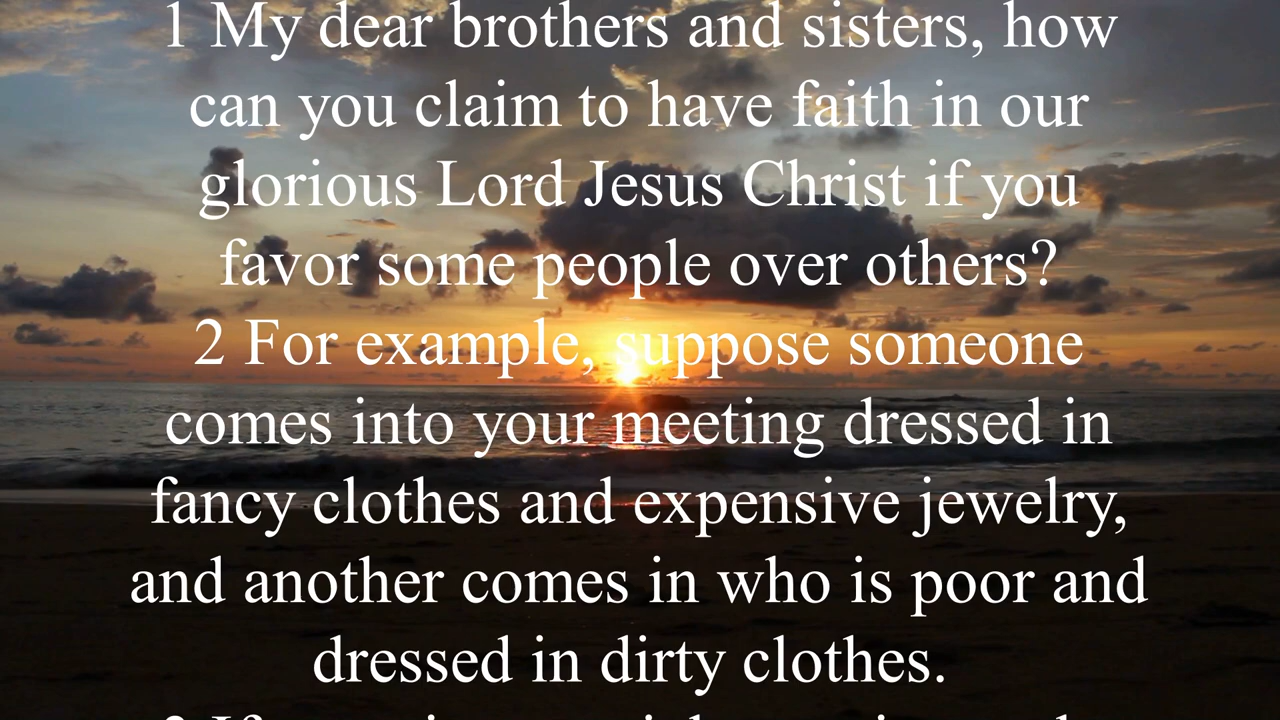 1 My dear brothers and sisters, how
can you claim to have faith in our
glorious Lord Jesus Christ if you
favor some people over others?
2 For example, suppose someone
comes into your meeting dressed in
fancy clothes and expensive jewelry,
and another comes in who is poor and
dressed in dirty clothes.